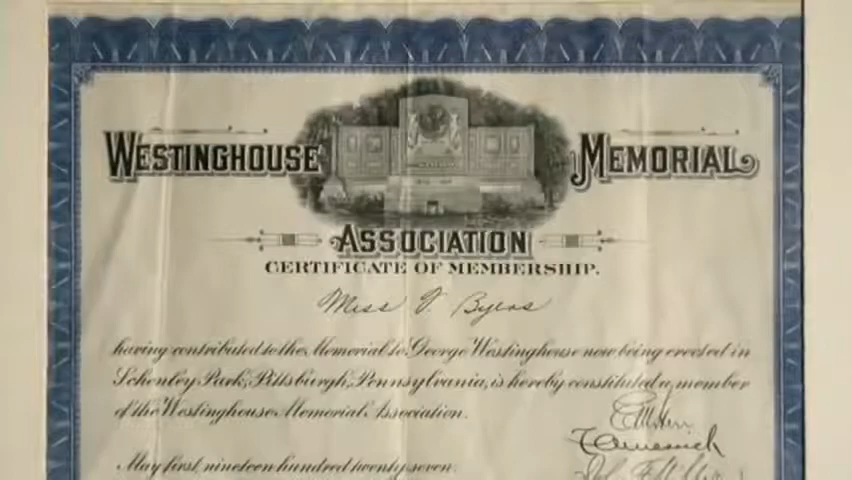 WESTINGHOUSE MEMORIAL
ASSOCIATION
CERTIFICATE OF MEMBERSHIP.
Miss J. Byers
having contributed to the Memorial to George Westinghouse now being erected in
Schenley Park, Pittsburgh, Pennsylvania, is hereby constituted a member
of the Westinghouse Memorial Association.
May first, nineteen hundred twenty seven.